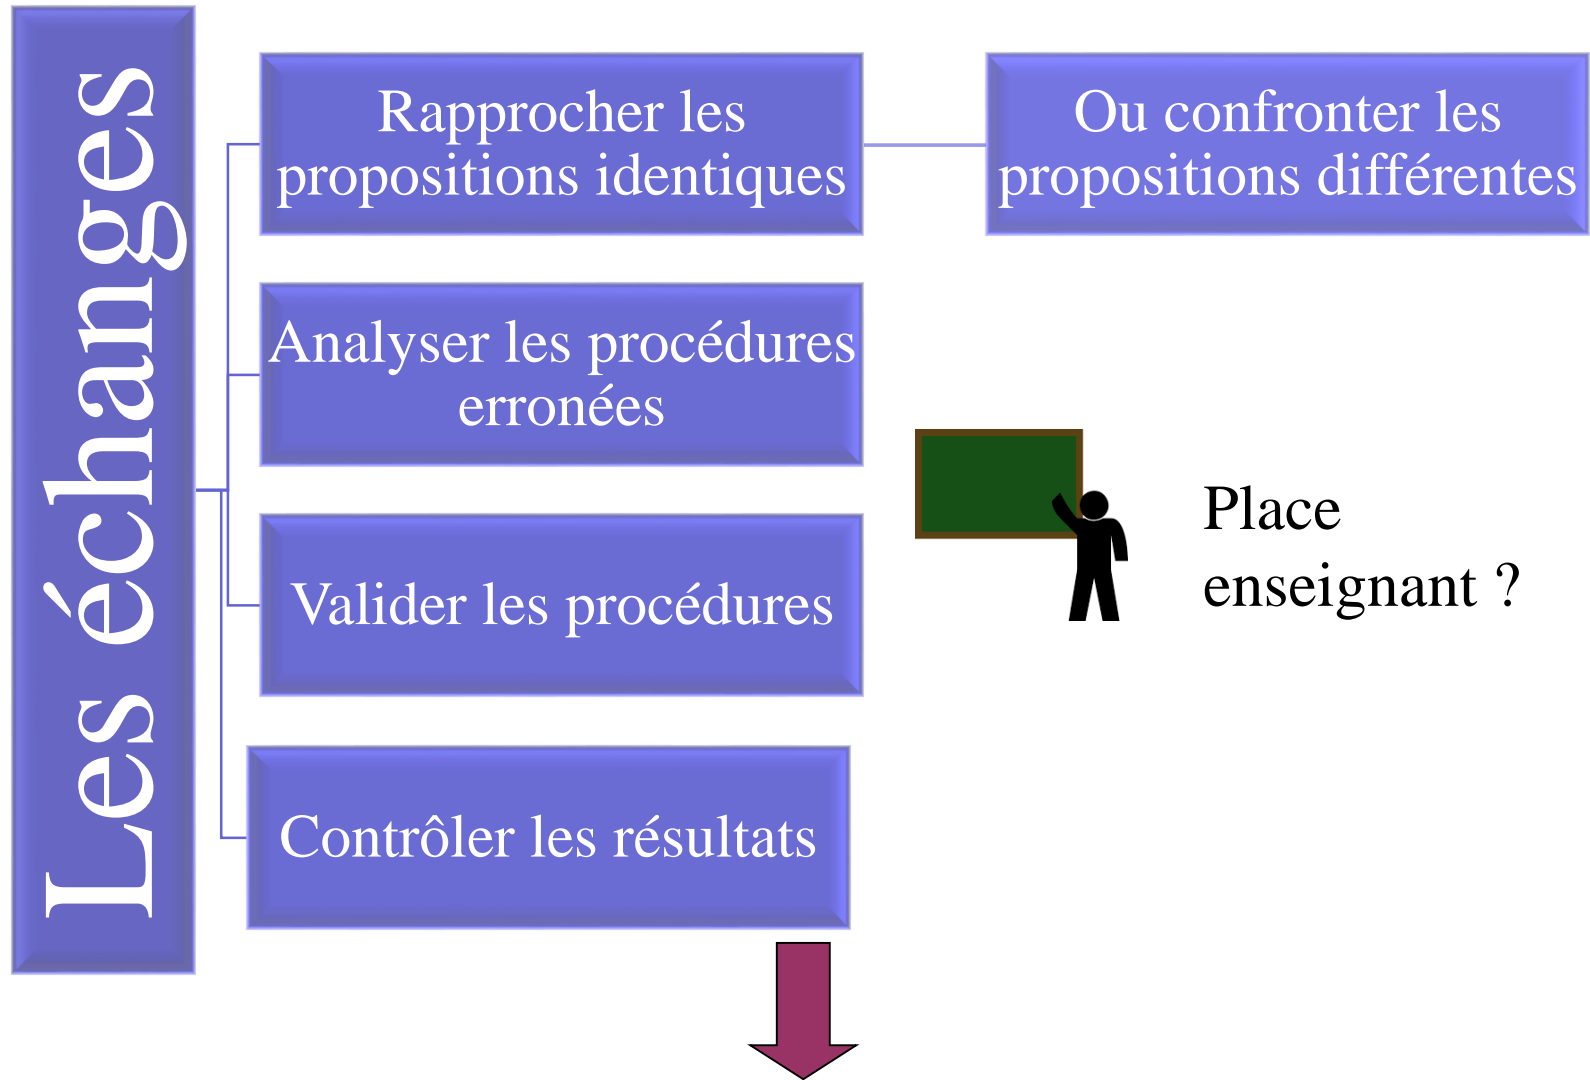 Les échanges
Rapprocher les
propositions identiques
Ou confronter les
propositions différentes
Analyser les procédures
erronées
Valider les procédures
Contrôler les résultats
Place
enseignant ?